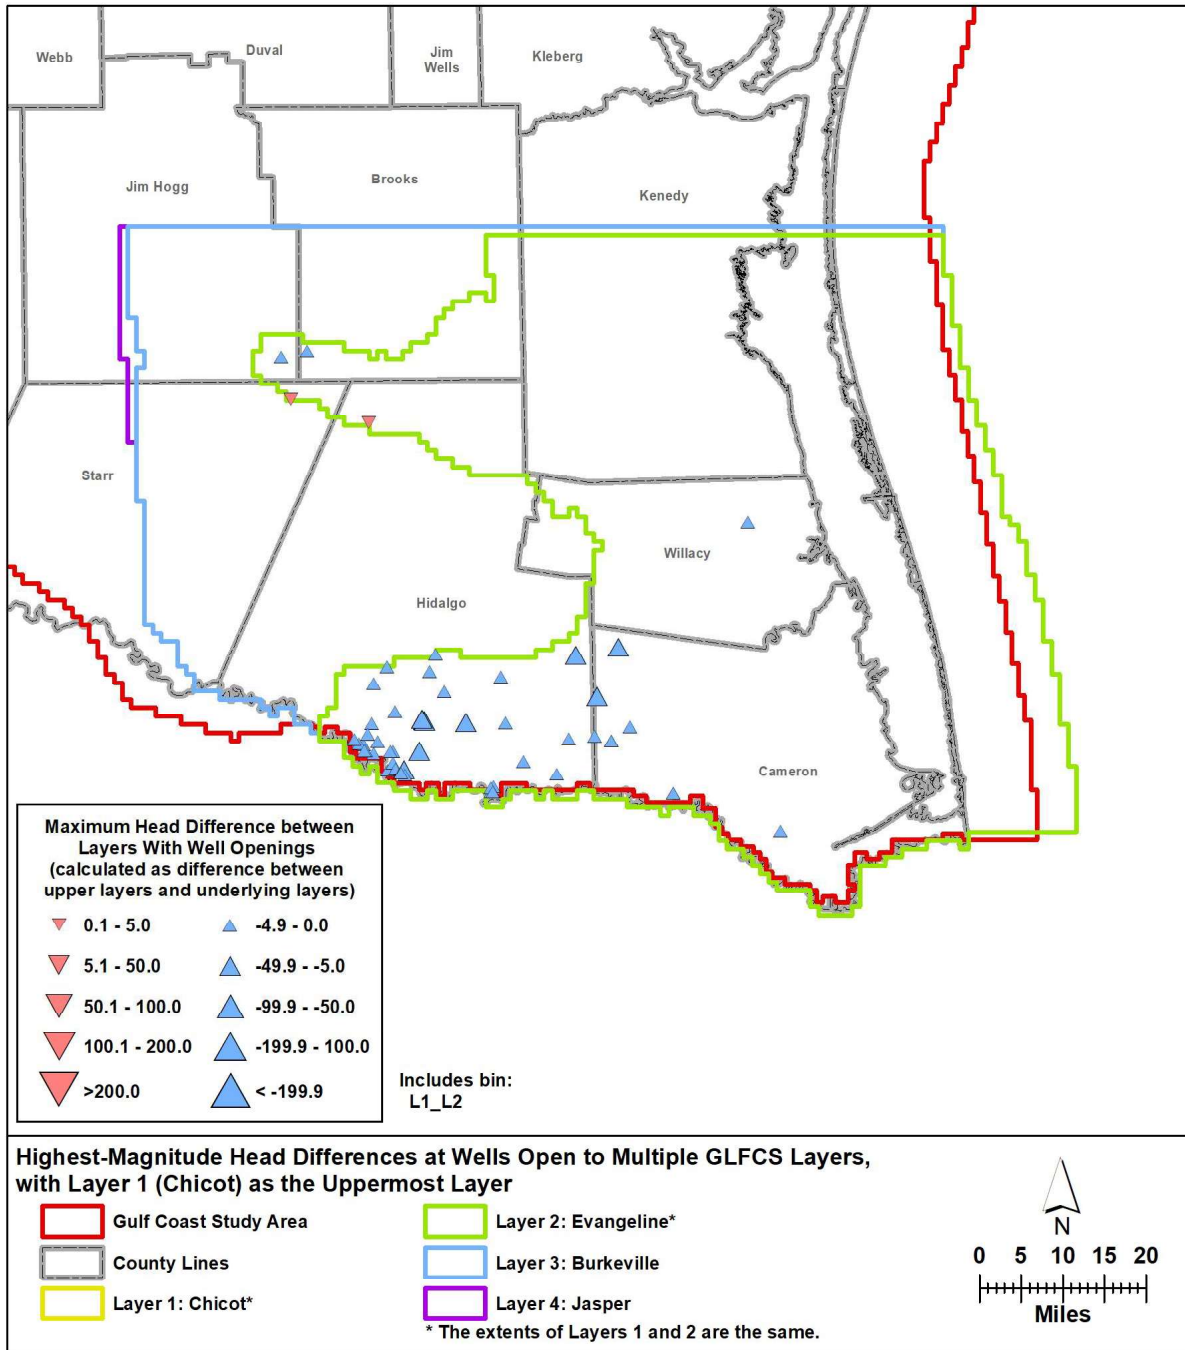 Webb
Duval
Jim
Wells
Kleberg
Jim Hogg
Brooks
Kenedy
Starr
Willacy
Hidalgo
Cameron
Maximum Head Difference between
Layers With Well Openings
(calculated as difference between
upper layers and underlying layers)
0.1 - 5.0
-4.9 - 0.0
5.1 - 50.0
-49.9 - -5.0
50.1 - 100.0
-99.9 - -50.0
100.1 - 200.0
-199.9 - 100.0
>200.0
< -199.9
Includes bin:
L1_L2
Highest-Magnitude Head Differences at Wells Open to Multiple GLFCS Layers,
with Layer 1 (Chicot) as the Uppermost Layer
Gulf Coast Study Area
County Lines
Layer 1: Chicot*
Layer 2: Evangeline*
Layer 3: Burkeville
Layer 4: Jasper
* The extents of Layers 1 and 2 are the same.
N
0 5 10 15 20
Miles